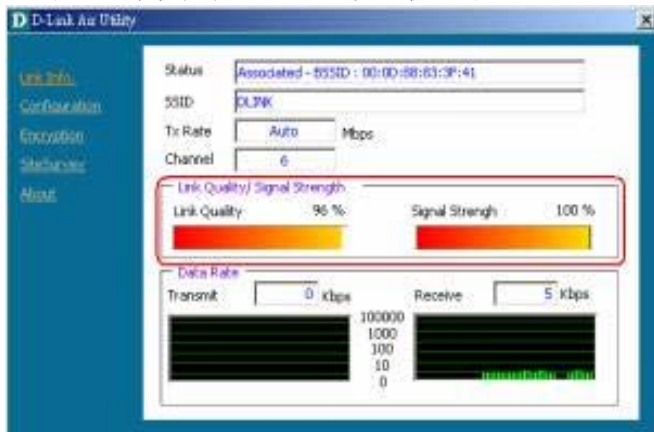 D D-Link Air Utility
Link Info.
Configuration
Encryption
SiteSurvey
About
Status Associated - BSSID : 00:0D:88:83:3F:41
SSID DLINK
Tx Rate Auto Mbps
Channel 6
Link Quality/ Signal Strength
Link Quality 96 % Signal Strengh 100 %
Data Rate
Transmit 0 Kbps Receive 5 Kbps
100000
1000
100
10
0